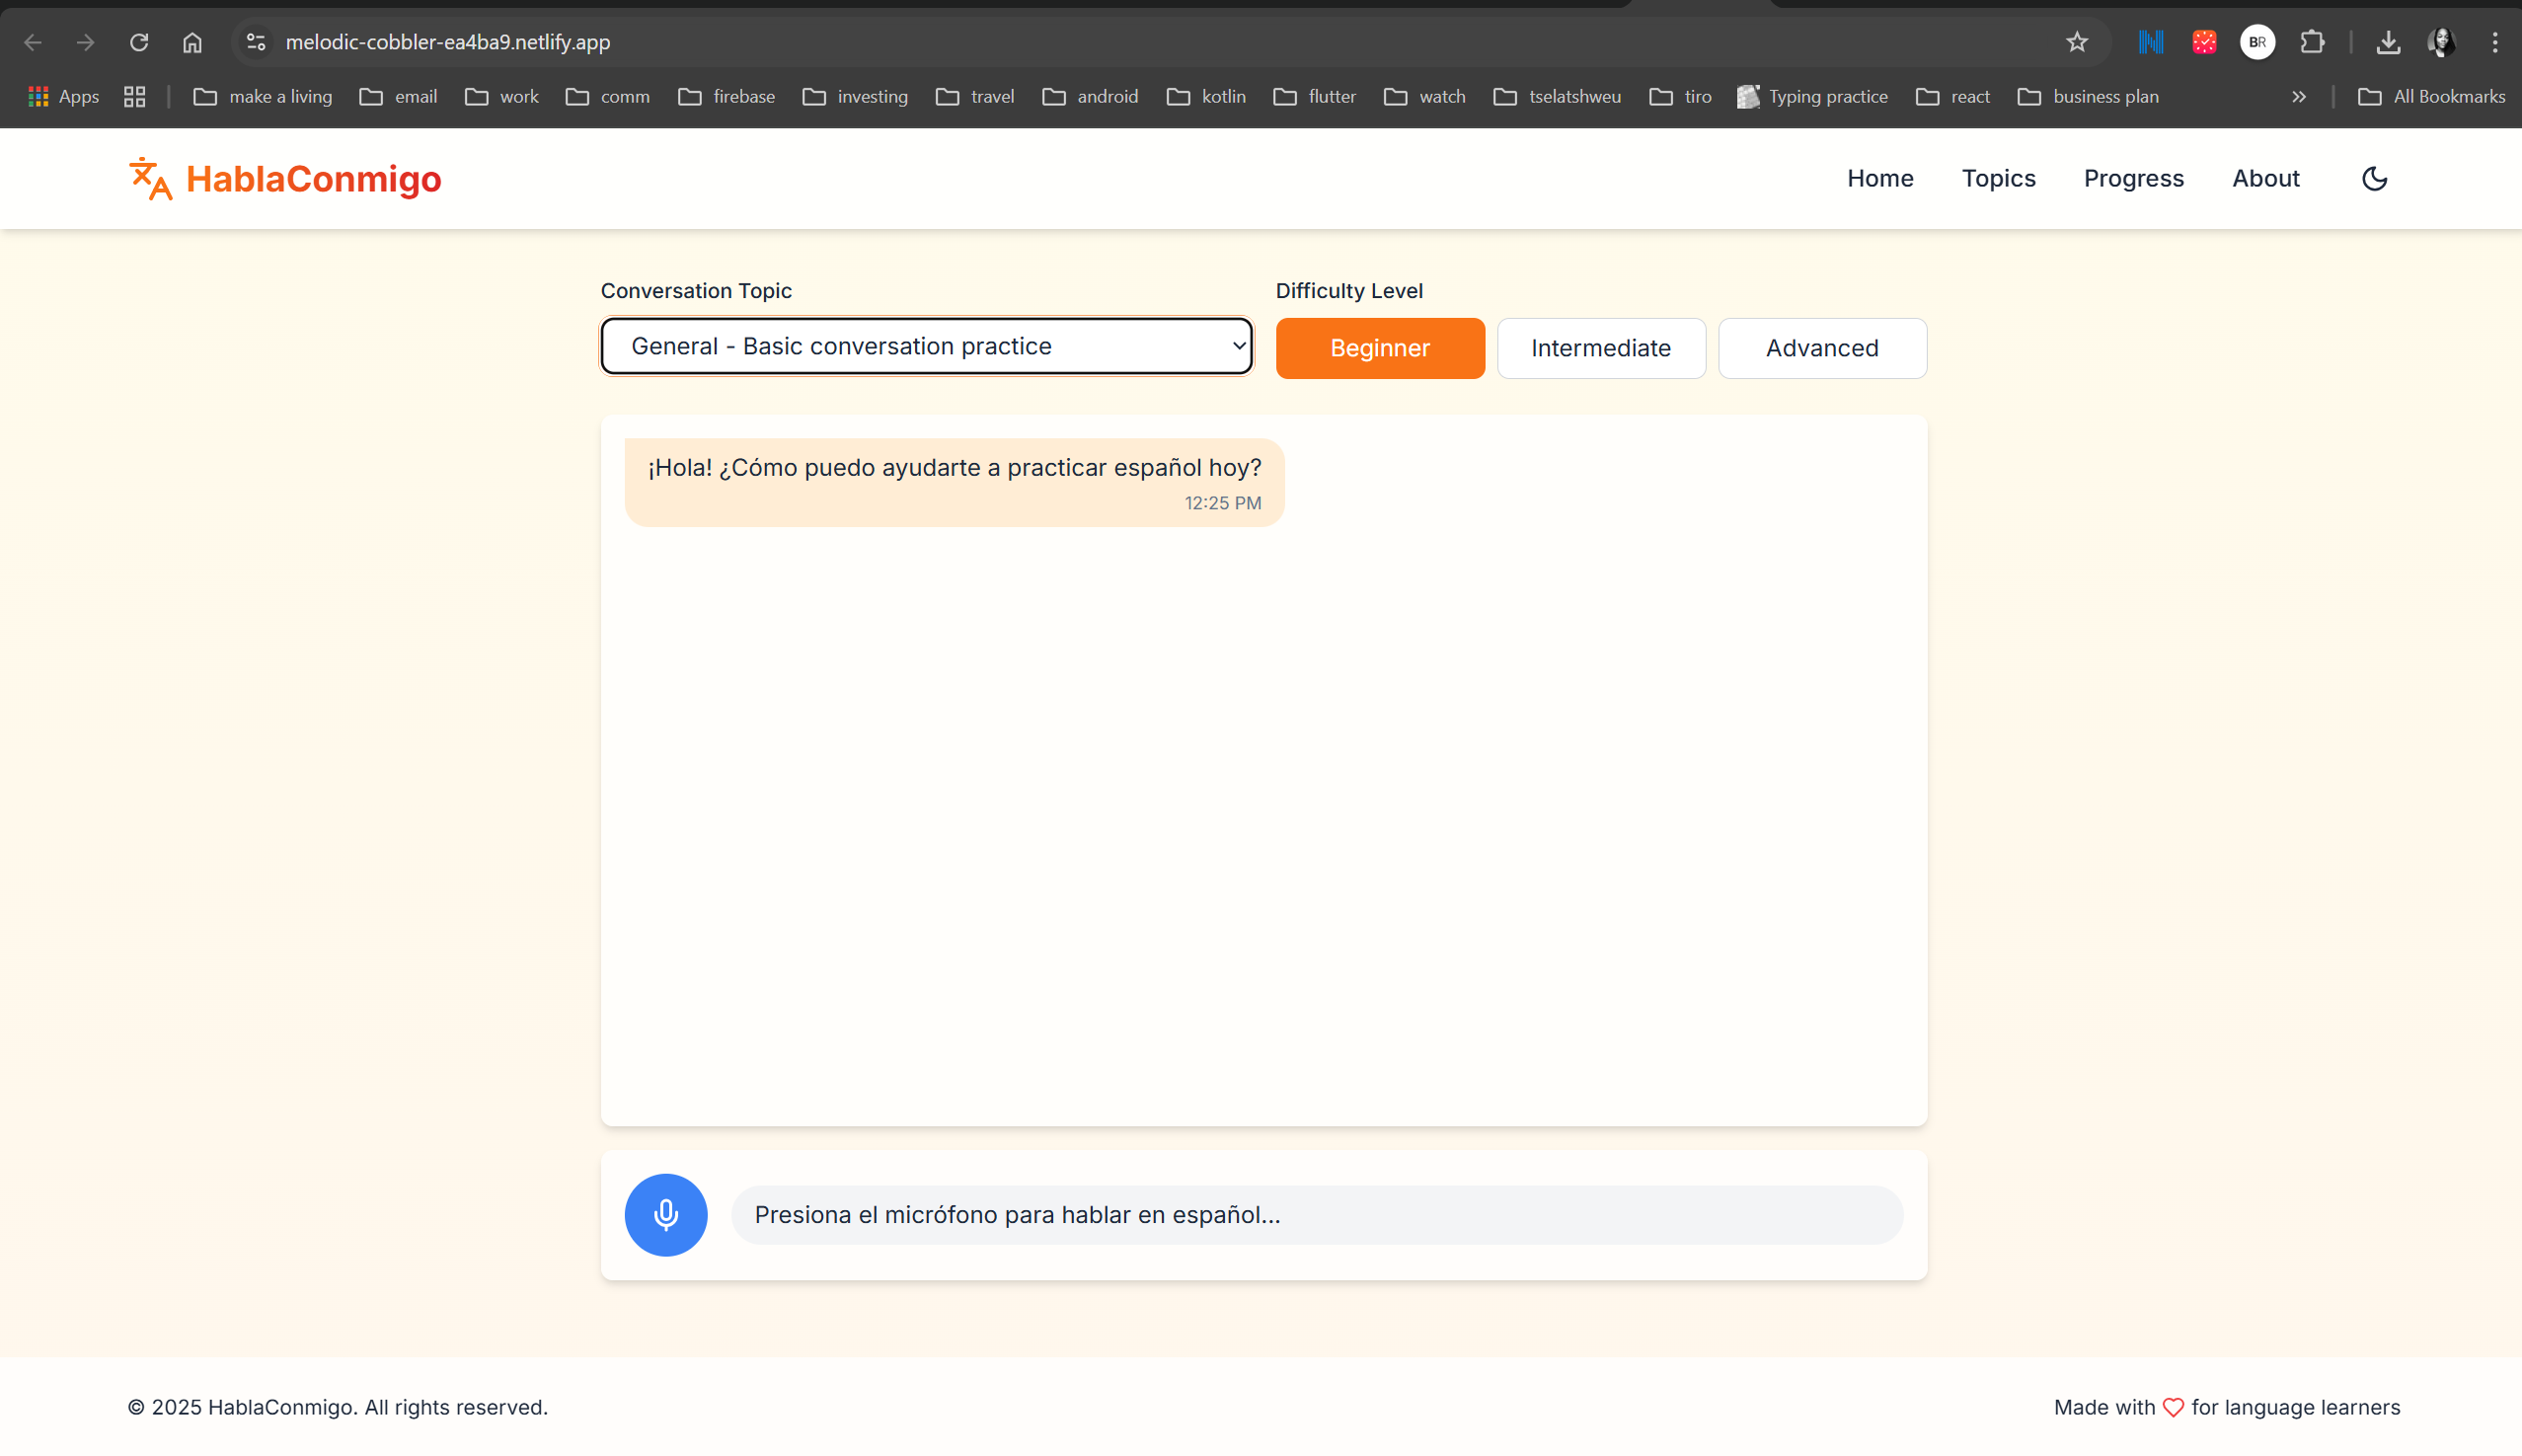 melodic-cobbler-ea4ba9.netlify.app
BR
Apps make a living email work comm firebase investing travel android kotlin flutter watch tselatshweu tiro Typing practice react business plan » All Bookmarks
HablaConmigo Home Topics Progress About
Conversation Topic Difficulty Level
General - Basic conversation practice Beginner Intermediate Advanced
¡Hola! ¿Cómo puedo ayudarte a practicar español hoy?
12:25 PM
Presiona el micrófono para hablar en español...
© 2025 HablaConmigo. All rights reserved. Made with for language learners